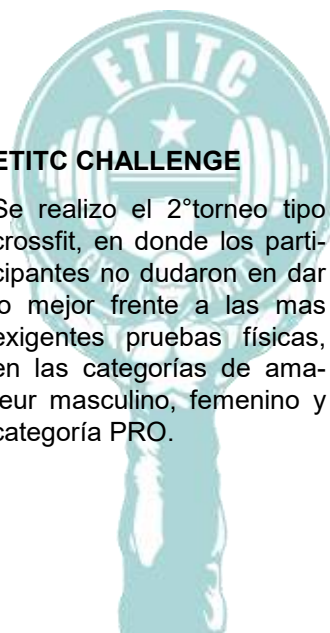 ETITC
ETITC CHALLENGE
Se realizo el 2°torneo tipo
crossfit, en donde los parti-
cipantes no dudaron en dar
lo mejor frente a las mas
exigentes pruebas físicas,
en las categorías de ama-
teur masculino, femenino y
categoría PRO.